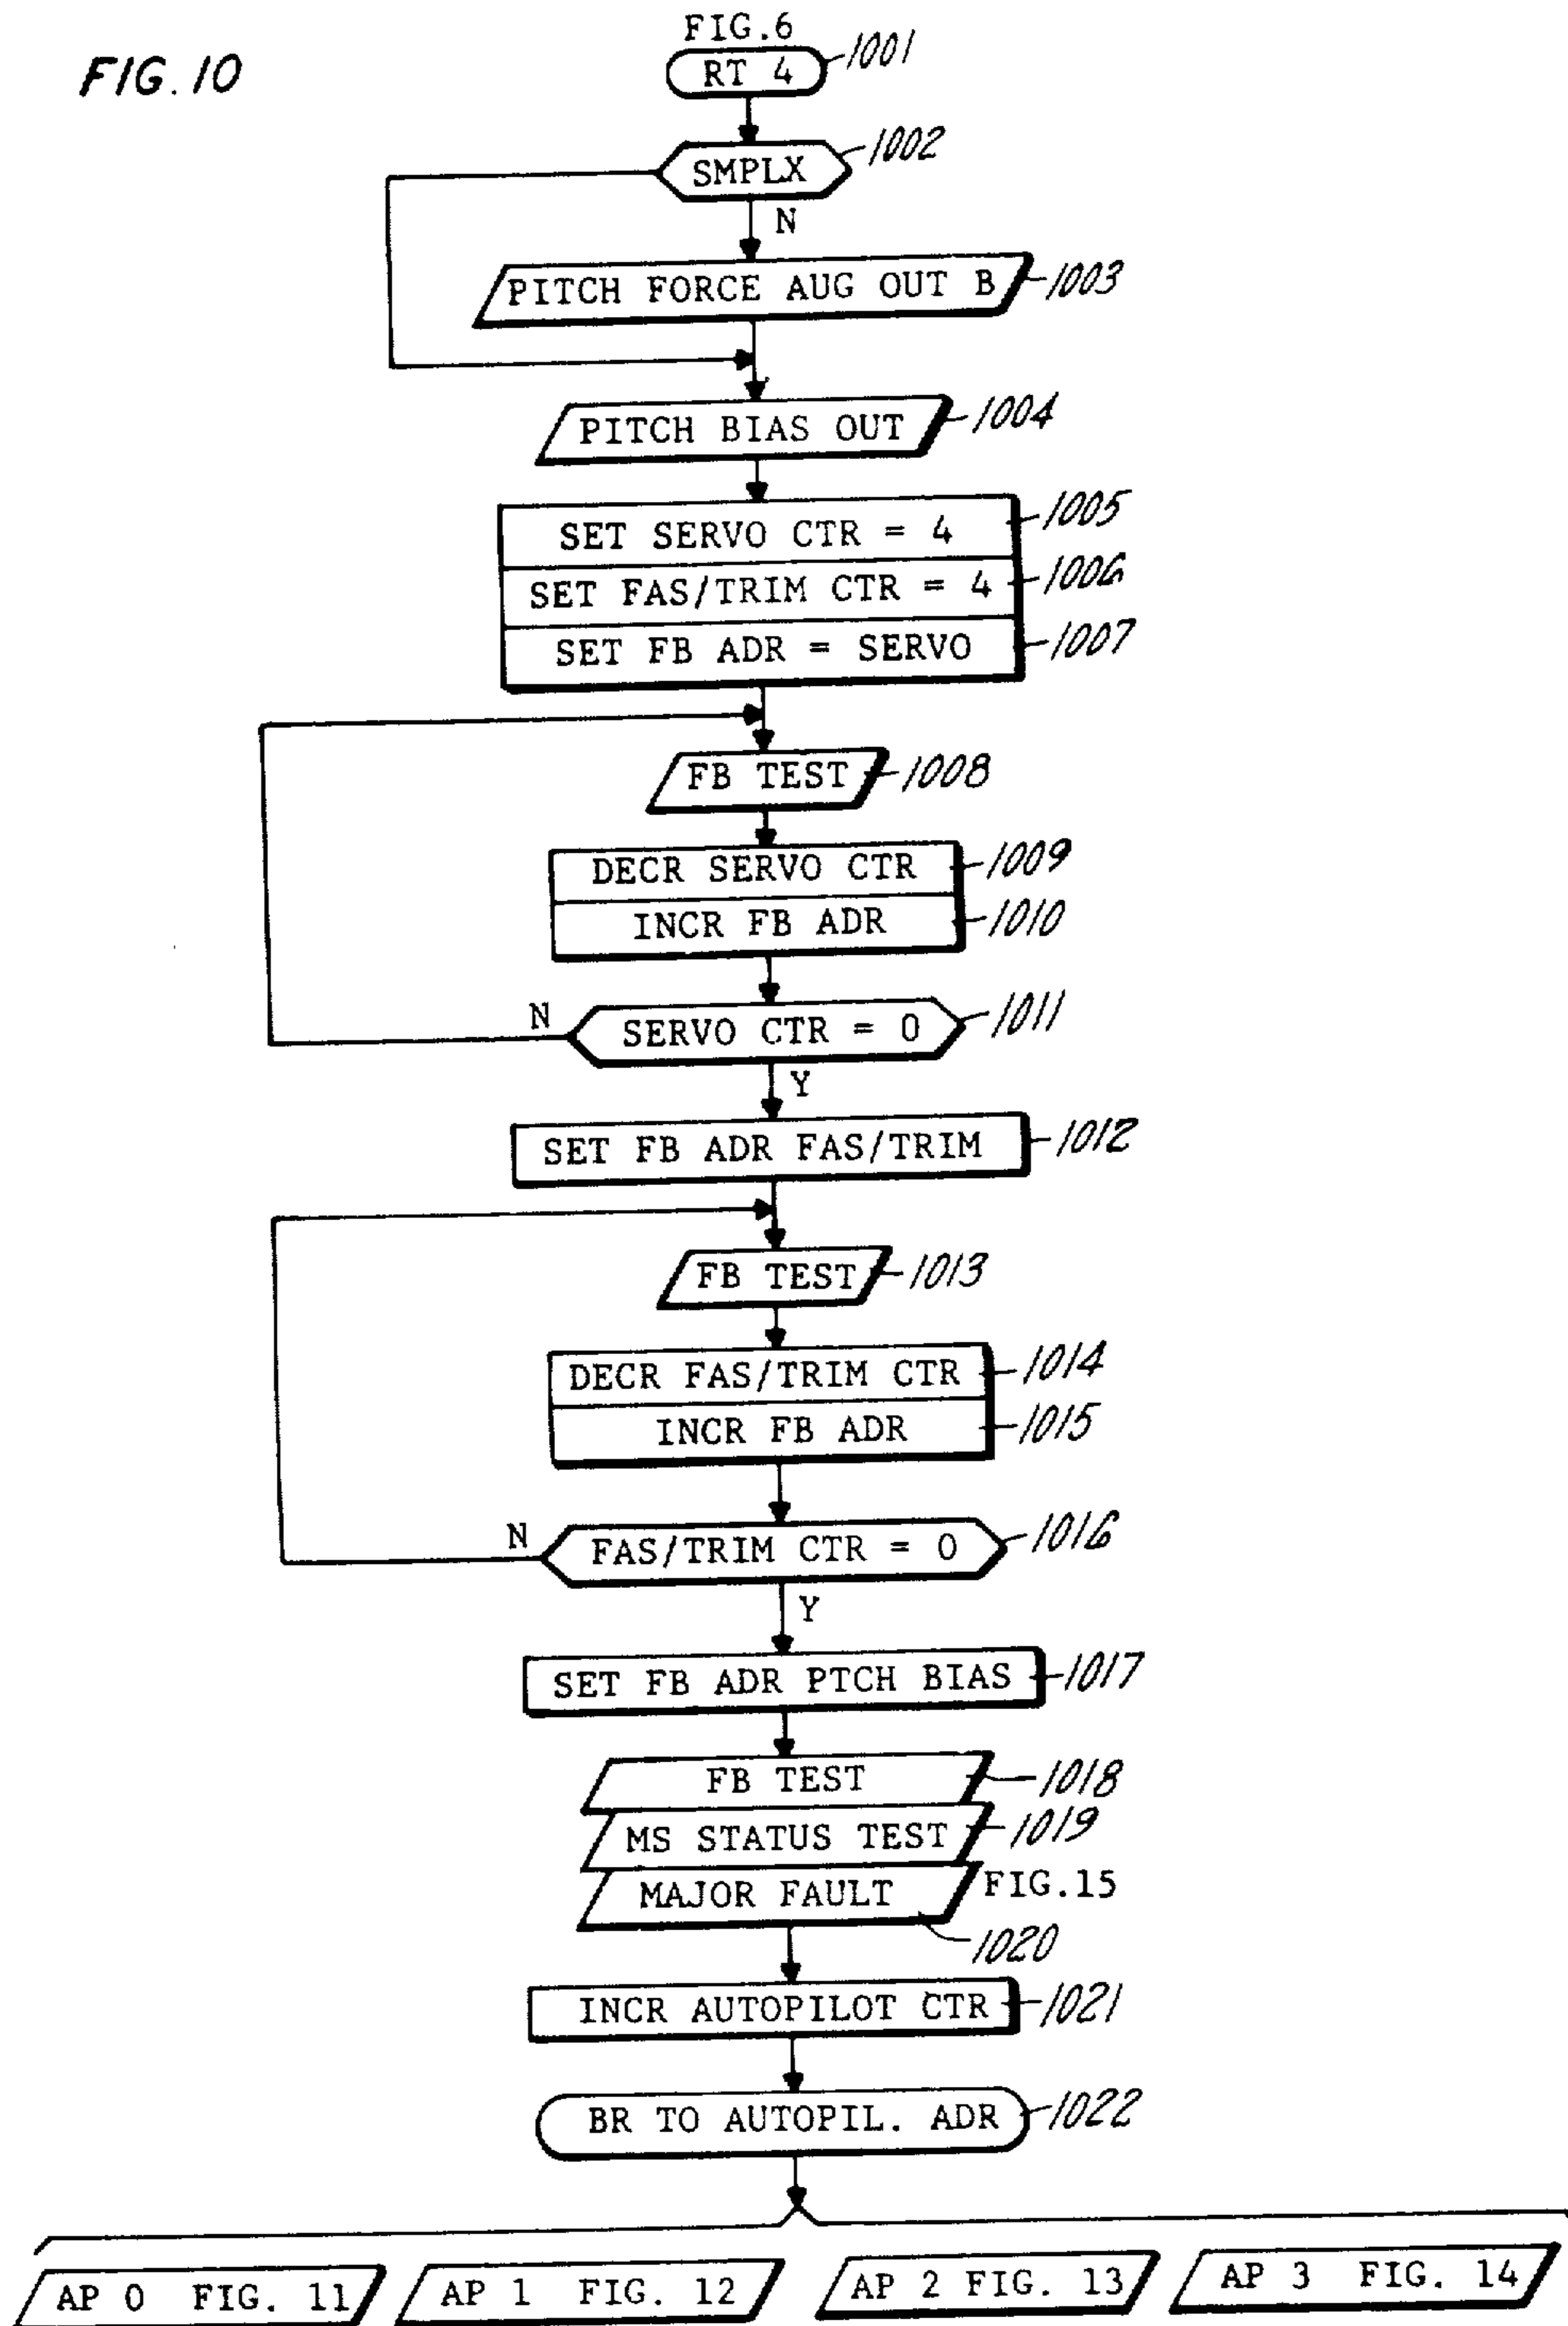 FIG. 10
FIG.6
RT 4 1001
SMPLX 1002
N
PITCH FORCE AUG OUT B 1003
PITCH BIAS OUT 1004
SET SERVO CTR = 4 1005
SET FAS/TRIM CTR = 4 1006
SET FB ADR = SERVO 1007
FB TEST 1008
DECR SERVO CTR 1009
INCR FB ADR 1010
N SERVO CTR = 0 1011
Y
SET FB ADR FAS/TRIM 1012
FB TEST 1013
DECR FAS/TRIM CTR 1014
INCR FB ADR 1015
N FAS/TRIM CTR = 0 1016
Y
SET FB ADR PTCH BIAS 1017
FB TEST 1018
MS STATUS TEST 1019
MAJOR FAULT FIG.15
1020
INCR AUTOPILOT CTR 1021
BR TO AUTOPIL. ADR 1022
AP 0 FIG. 11 AP 1 FIG. 12 AP 2 FIG. 13 AP 3 FIG. 14